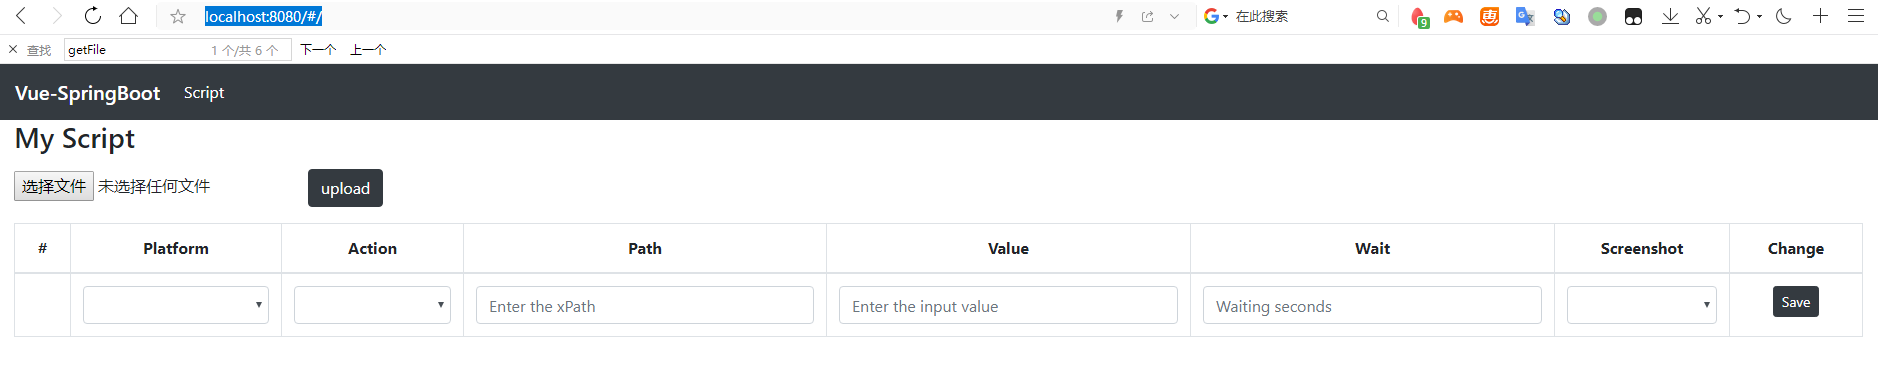 localhost:8080/#/ 在此搜索 9
查找 getFile 1 个/共 6 个 下一个 上一个
Vue-SpringBoot Script
My Script
选择文件 未选择任何文件 upload
# Platform Action Path Value Wait Screenshot Change
Enter the xPath Enter the input value Waiting seconds Save